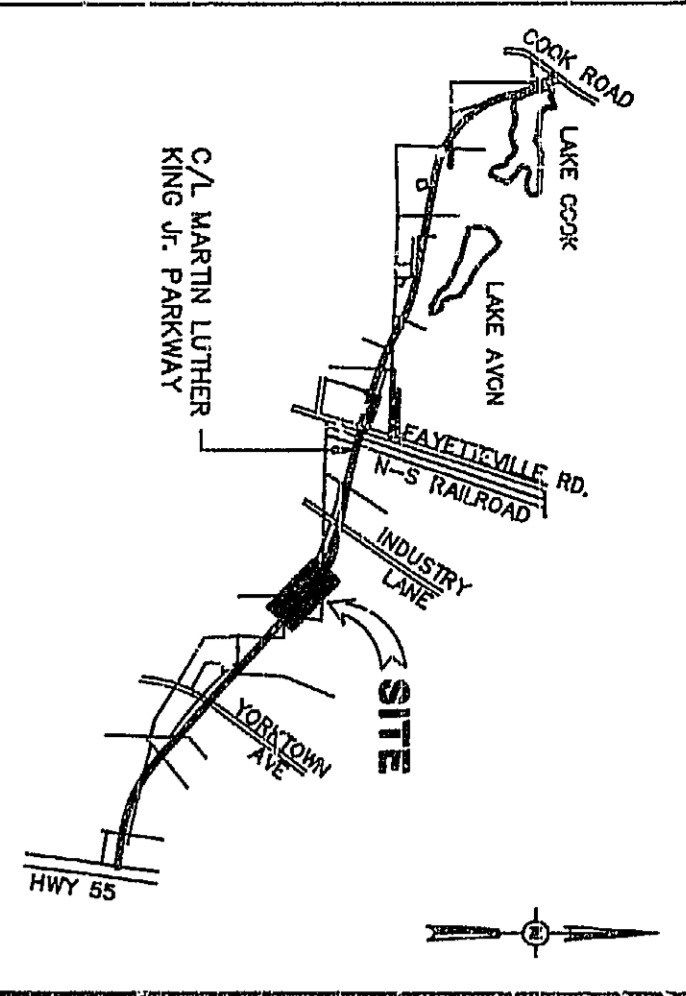 COOK ROAD
LAKE COOK
LAKE AVON
C/L MARTIN LUTHER
KING Jr. PARKWAY
FAYETTEVILLE RD.
N-S RAILROAD
INDUSTRY
LANE
SITE
YORKTOWN
AVE
HWY 55
N